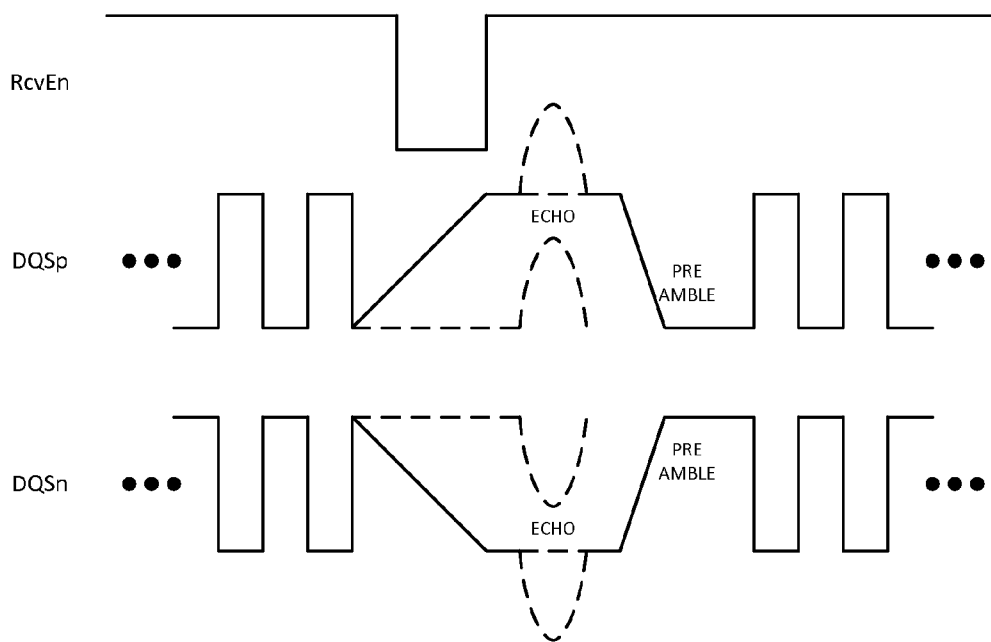 RcvEn
ECHO
DQSp
PRE
AMBLE
DQSn
PRE
AMBLE
ECHO